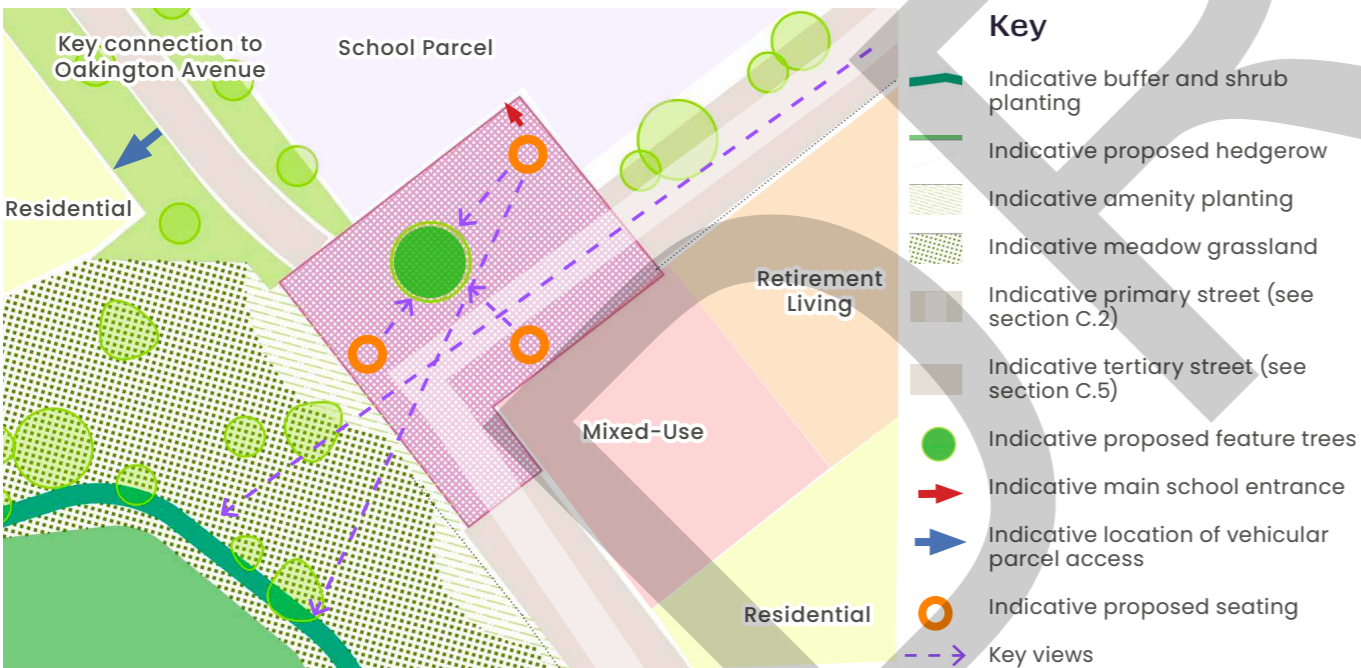 Key connection to
Oakington Avenue
School Parcel
Residential
Retirement
Living
Mixed-Use
Residential
Key
Indicative buffer and shrub
planting
Indicative proposed hedgerow
Indicative amenity planting
Indicative meadow grassland
Indicative primary street (see
section C.2)
Indicative tertiary street (see
section C.5)
Indicative proposed feature trees
Indicative main school entrance
Indicative location of vehicular
parcel access
Indicative proposed seating
Key views